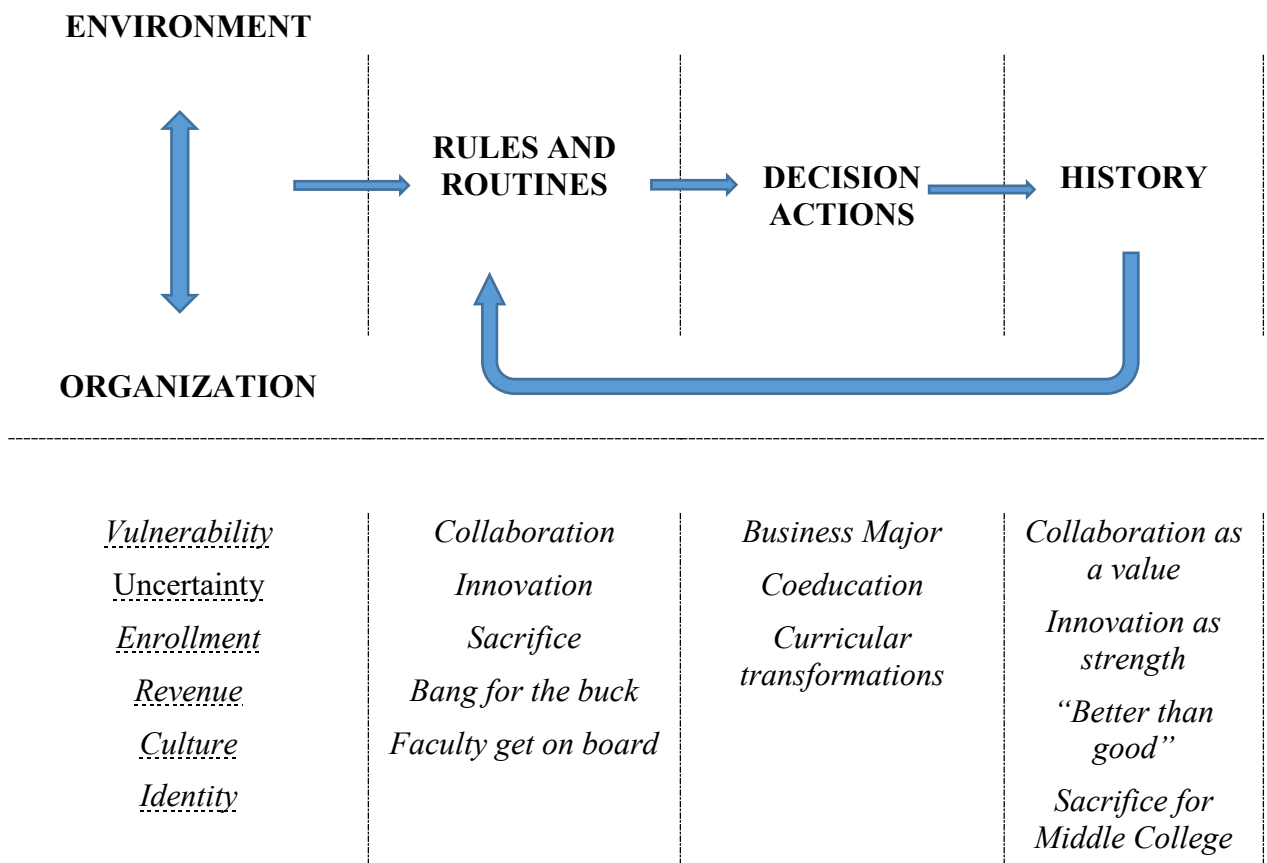 ENVIRONMENT
ORGANIZATION
RULES AND
ROUTINES
DECISION
ACTIONS
HISTORY
Vulnerability
Uncertainty
Enrollment
Revenue
Culture
Identity
Collaboration
Innovation
Sacrifice
Bang for the buck
Faculty get on board
Business Major
Coeducation
Curricular
transformations
Collaboration as
a value
Innovation as
strength
“Better than
good”
Sacrifice for
Middle College